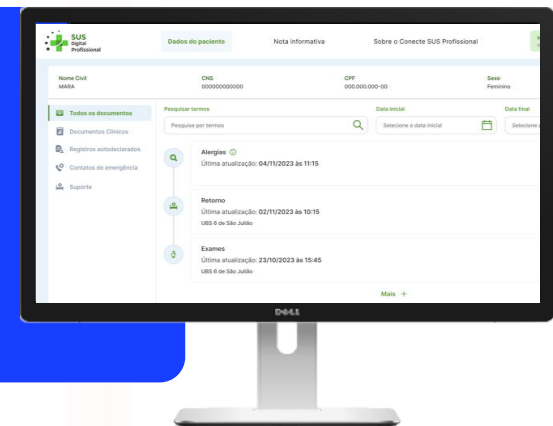 SUS
Digital
Profissional
Dados do paciente
Nota informativa
Sobre o Conecte SUS Profissional
Nome Civil
MARA
CNS
000000000000
CPF
000.000.000-00
Sexo
Feminino
Todos os documentos
Documentos Clínicos
Registros autodeclarados
Contatos de emergência
Suporte
Pesquisar termos
Pesquise por termos
Data inicial
Selecione a data inicial
Data final
Selecione a
Alergias
Última atualização: 04/11/2023 às 11:15
Retorno
Última atualização: 02/11/2023 às 10:15
UBS 6 de São Julião
Exames
Última atualização: 23/10/2023 às 15:45
UBS 6 de São Julião
Mais +
DELL